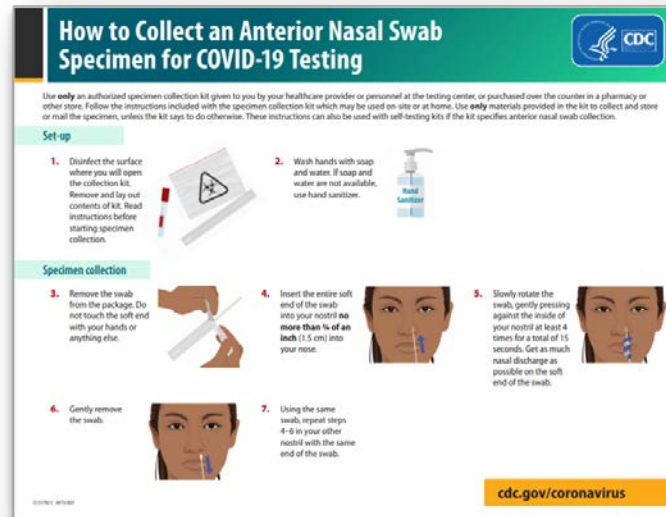 How to Collect an Anterior Nasal Swab
Specimen for COVID-19 Testing
CDC
Use only an authorized specimen collection kit given to you by your healthcare provider or personnel at the testing center, or purchased over the counter in a pharmacy or
other store. Follow the instructions included with the specimen collection kit which may be used on-site or at home. Use only materials provided in the kit to collect and store
or mail the specimen, unless the kit says to do otherwise. These instructions can also be used with self-testing kits if the kit specifies anterior nasal swab collection.
Set-up
1. Disinfect the surface
where you will open
the collection kit.
Remove and lay out
contents of kit. Read
instructions before
starting specimen
collection.
2. Wash hands with soap
and water. If soap and
water are not available,
use hand sanitizer.
Hand
Sanitizer
Specimen collection
3. Remove the swab
from the package. Do
not touch the soft end
with your hands or
anything else.
4. Insert the entire soft
end of the swab
into your nostril no
more than ¾ of an
inch (1.5 cm) into
your nose.
5. Slowly rotate the
swab, gently pressing
against the inside of
your nostril at least 4
times for a total of 15
seconds. Get as much
nasal discharge as
possible on the soft
end of the swab.
6. Gently remove
the swab.
7. Using the same
swab, repeat steps
4–6 in your other
nostril with the same
end of the swab.
cdc.gov/coronavirus